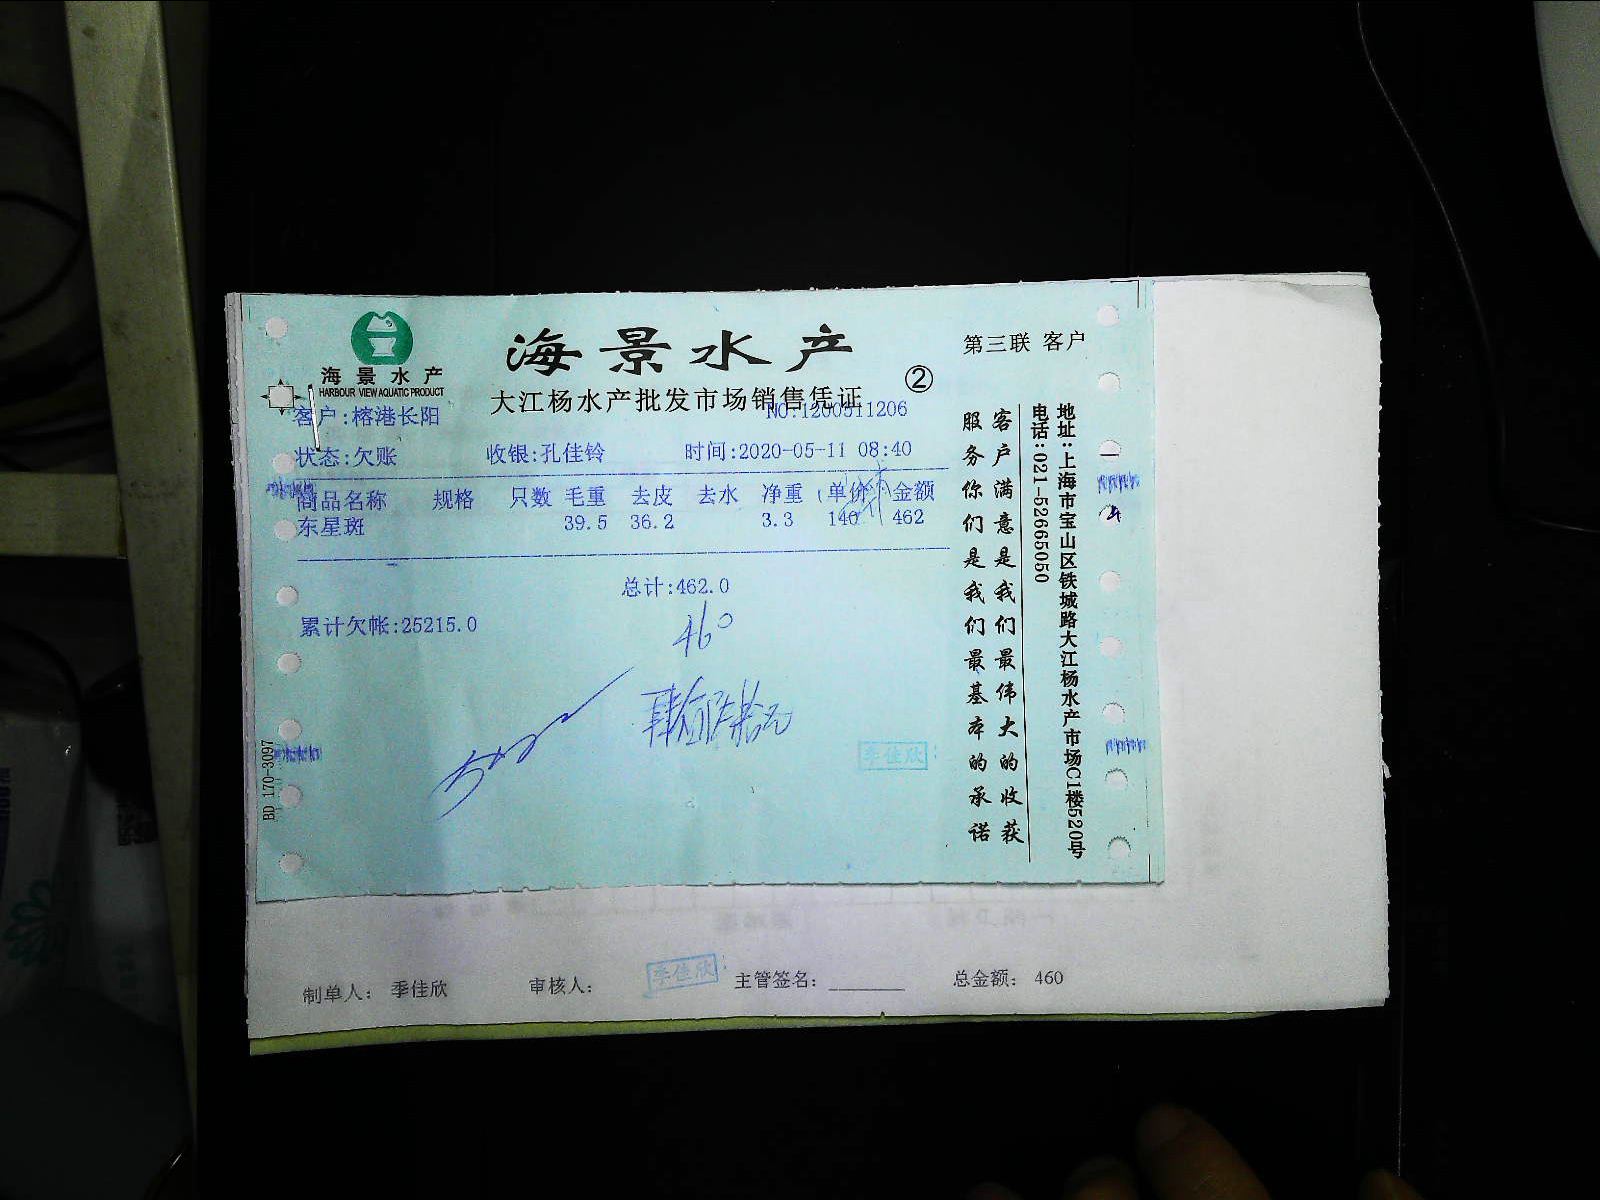 海景水产
第三联 客户
海景水产
HARBOUR VIEW AQUATIC PRODUCT
大江杨水产批发市场销售凭证
②
客户:榕港长阳
NO:1200511206
状态:欠账 收银:孔佳铃 时间:2020-05-11 08:40
商品名称 规格 只数 毛重 去皮 去水 净重 单价 金额
东星斑 39.5 36.2 3.3 140 462
总计:462.0
累计欠帐:25215.0
460
肆佰陆拾元
季佳欣
客户满意是我们最伟大的收获
服务你们是我们最基本的承诺
地址:上海市宝山区铁城路大江杨水产市场C1楼520号
电话:021-52665050
BD 170-3097
制单人: 季佳欣 审核人: 季佳欣 主管签名: 总金额: 460